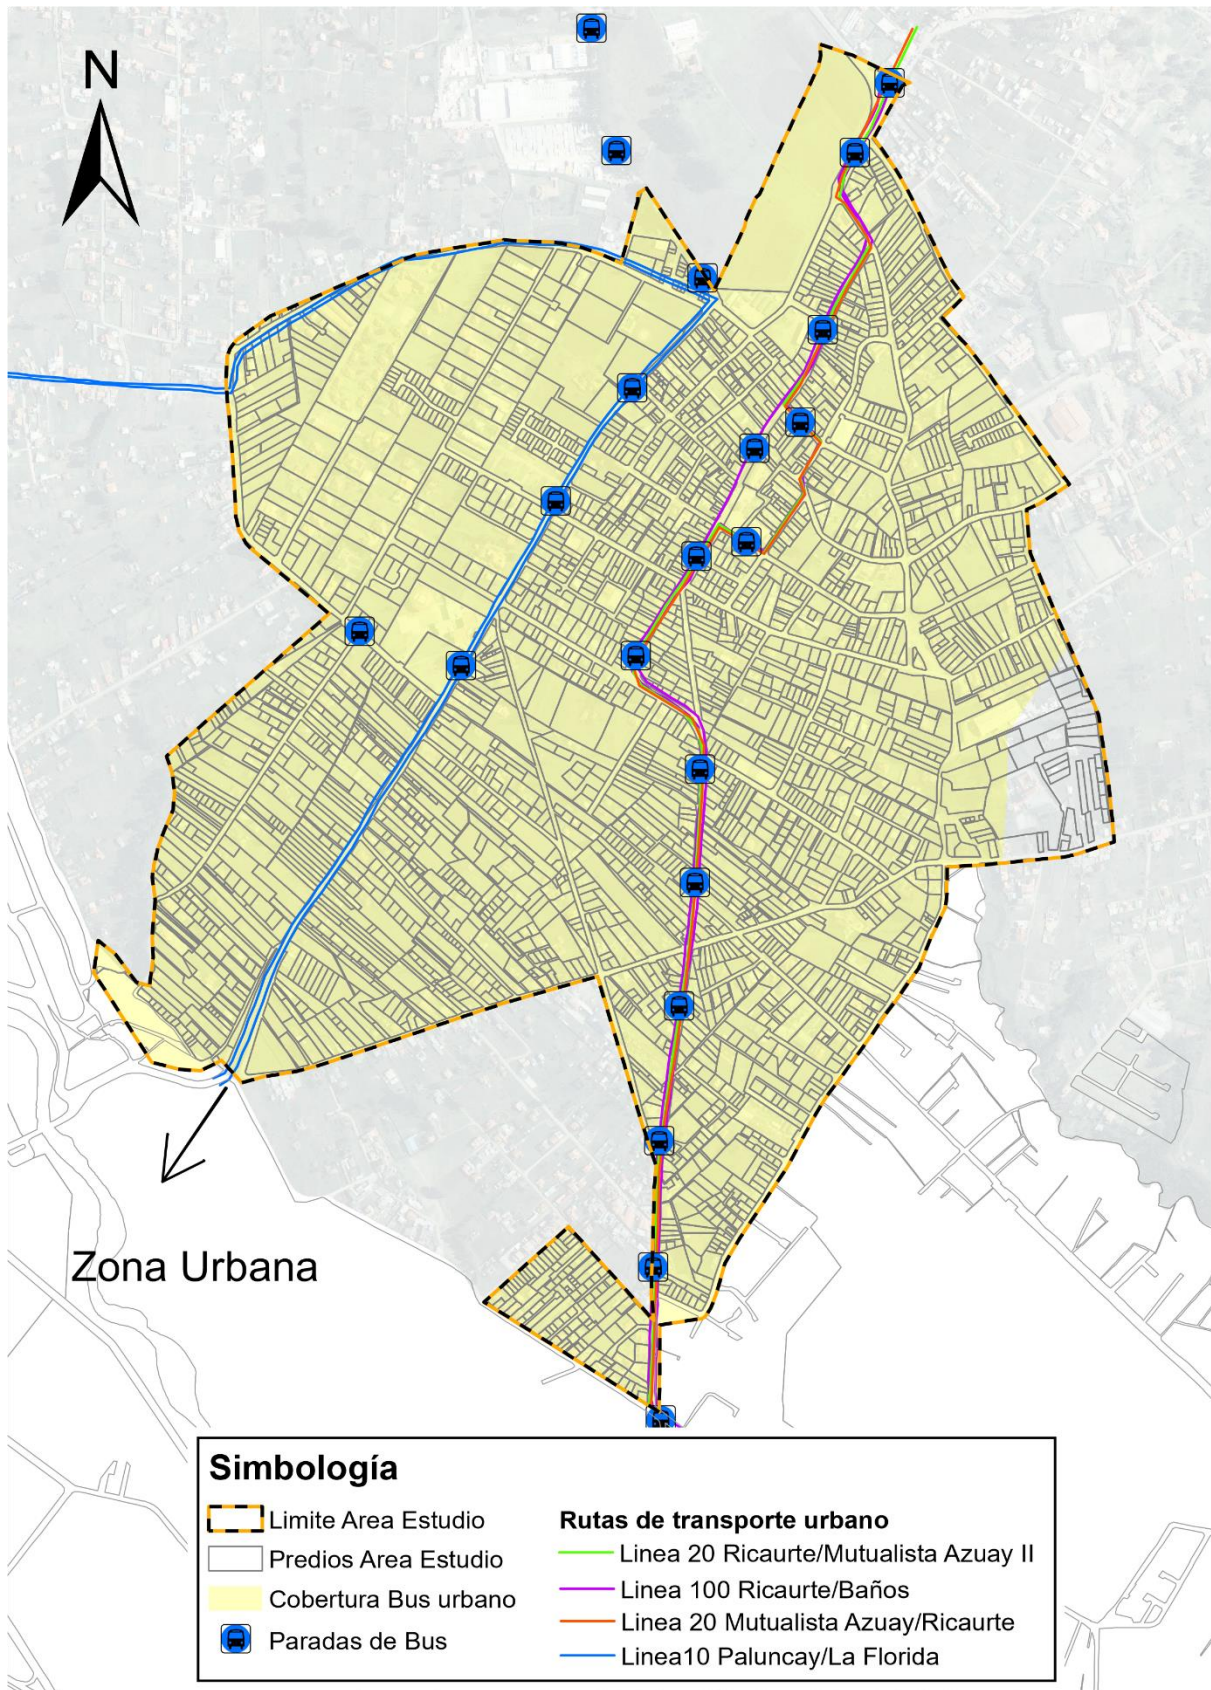 N
Zona Urbana
Simbología
Limite Area Estudio
Predios Area Estudio
Cobertura Bus urbano
Paradas de Bus
Rutas de transporte urbano
Linea 20 Ricaurte/Mutualista Azuay II
Linea 100 Ricaurte/Baños
Linea 20 Mutualista Azuay/Ricaurte
Linea10 Paluncay/La Florida